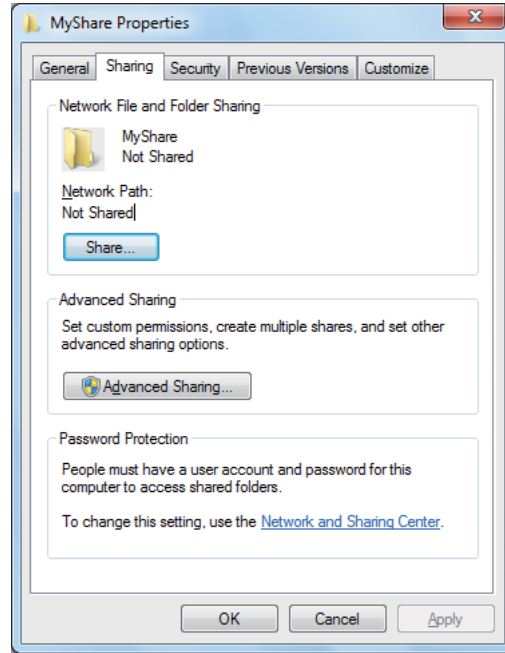 MyShare Properties
General Sharing Security Previous Versions Customize
Network File and Folder Sharing
MyShare
Not Shared
Network Path:
Not Shared
Share...
Advanced Sharing
Set custom permissions, create multiple shares, and set other
advanced sharing options.
Advanced Sharing...
Password Protection
People must have a user account and password for this
computer to access shared folders.
To change this setting, use the Network and Sharing Center.
OK Cancel Apply